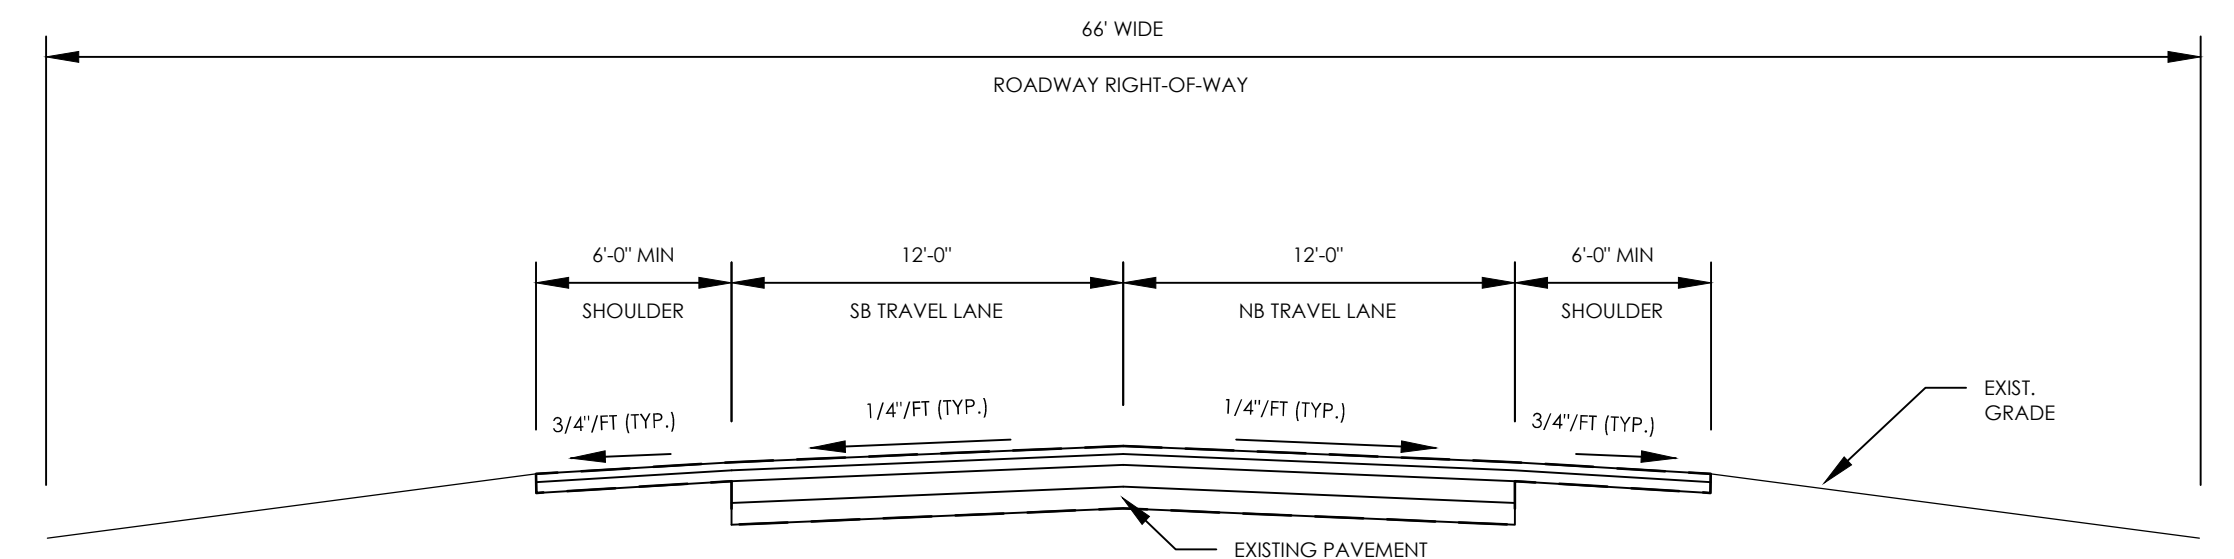 66' WIDE
ROADWAY RIGHT-OF-WAY
6'-0" MIN
12'-0"
12'-0"
6'-0" MIN
SHOULDER
SB TRAVEL LANE
NB TRAVEL LANE
SHOULDER
3/4"/FT (TYP.)
1/4"/FT (TYP.)
1/4"/FT (TYP.)
3/4"/FT (TYP.)
EXIST.
GRADE
EXISTING PAVEMENT